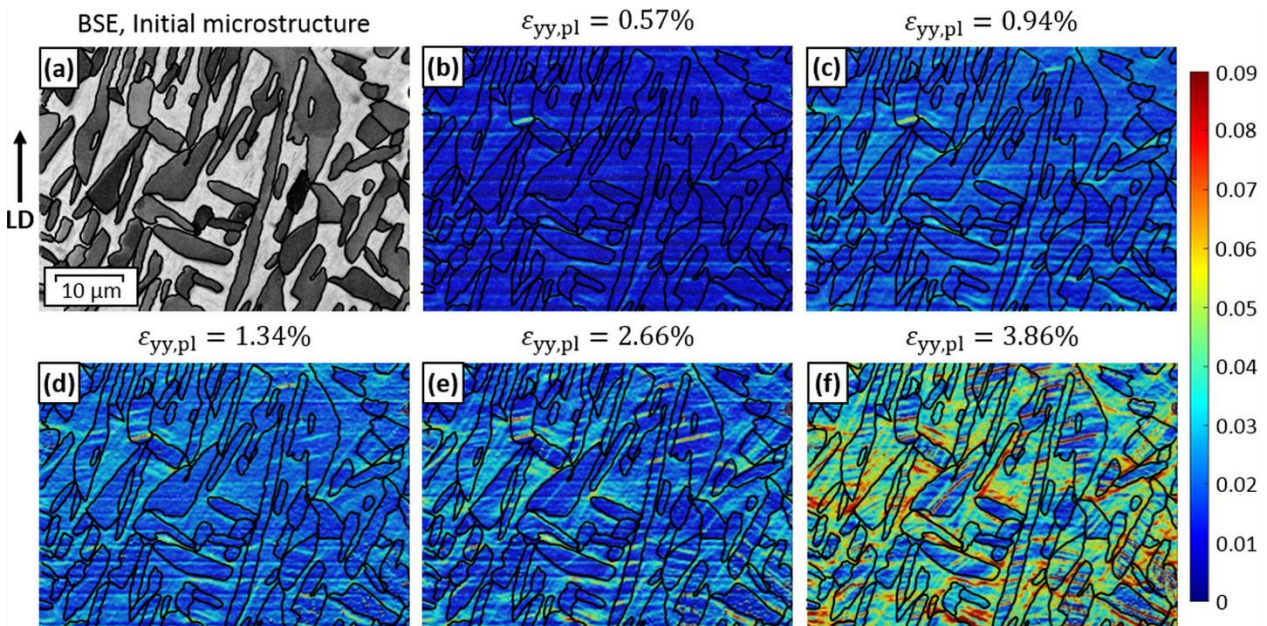 BSE, Initial microstructure
εyy,pl = 0.57%
εyy,pl = 0.94%
(a)
(b)
(c)
LD
10 μm
εyy,pl = 1.34%
εyy,pl = 2.66%
εyy,pl = 3.86%
(d)
(e)
(f)
0.09
0.08
0.07
0.06
0.05
0.04
0.03
0.02
0.01
0